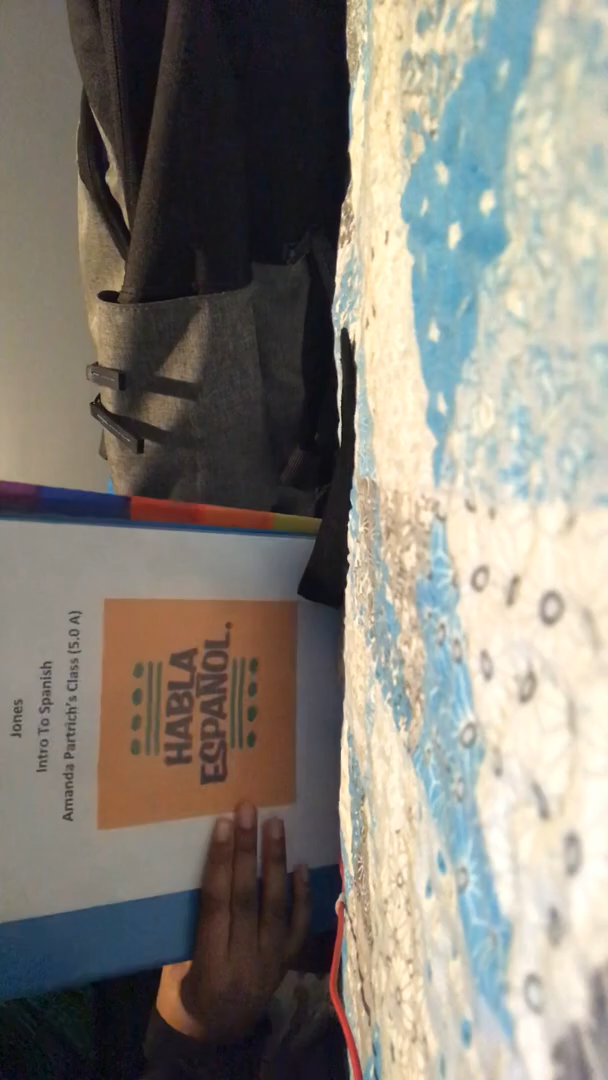 HABLA
ESPAÑOL.
Jones
Intro To Spanish
Amanda Partrich's Class (5.0 A)